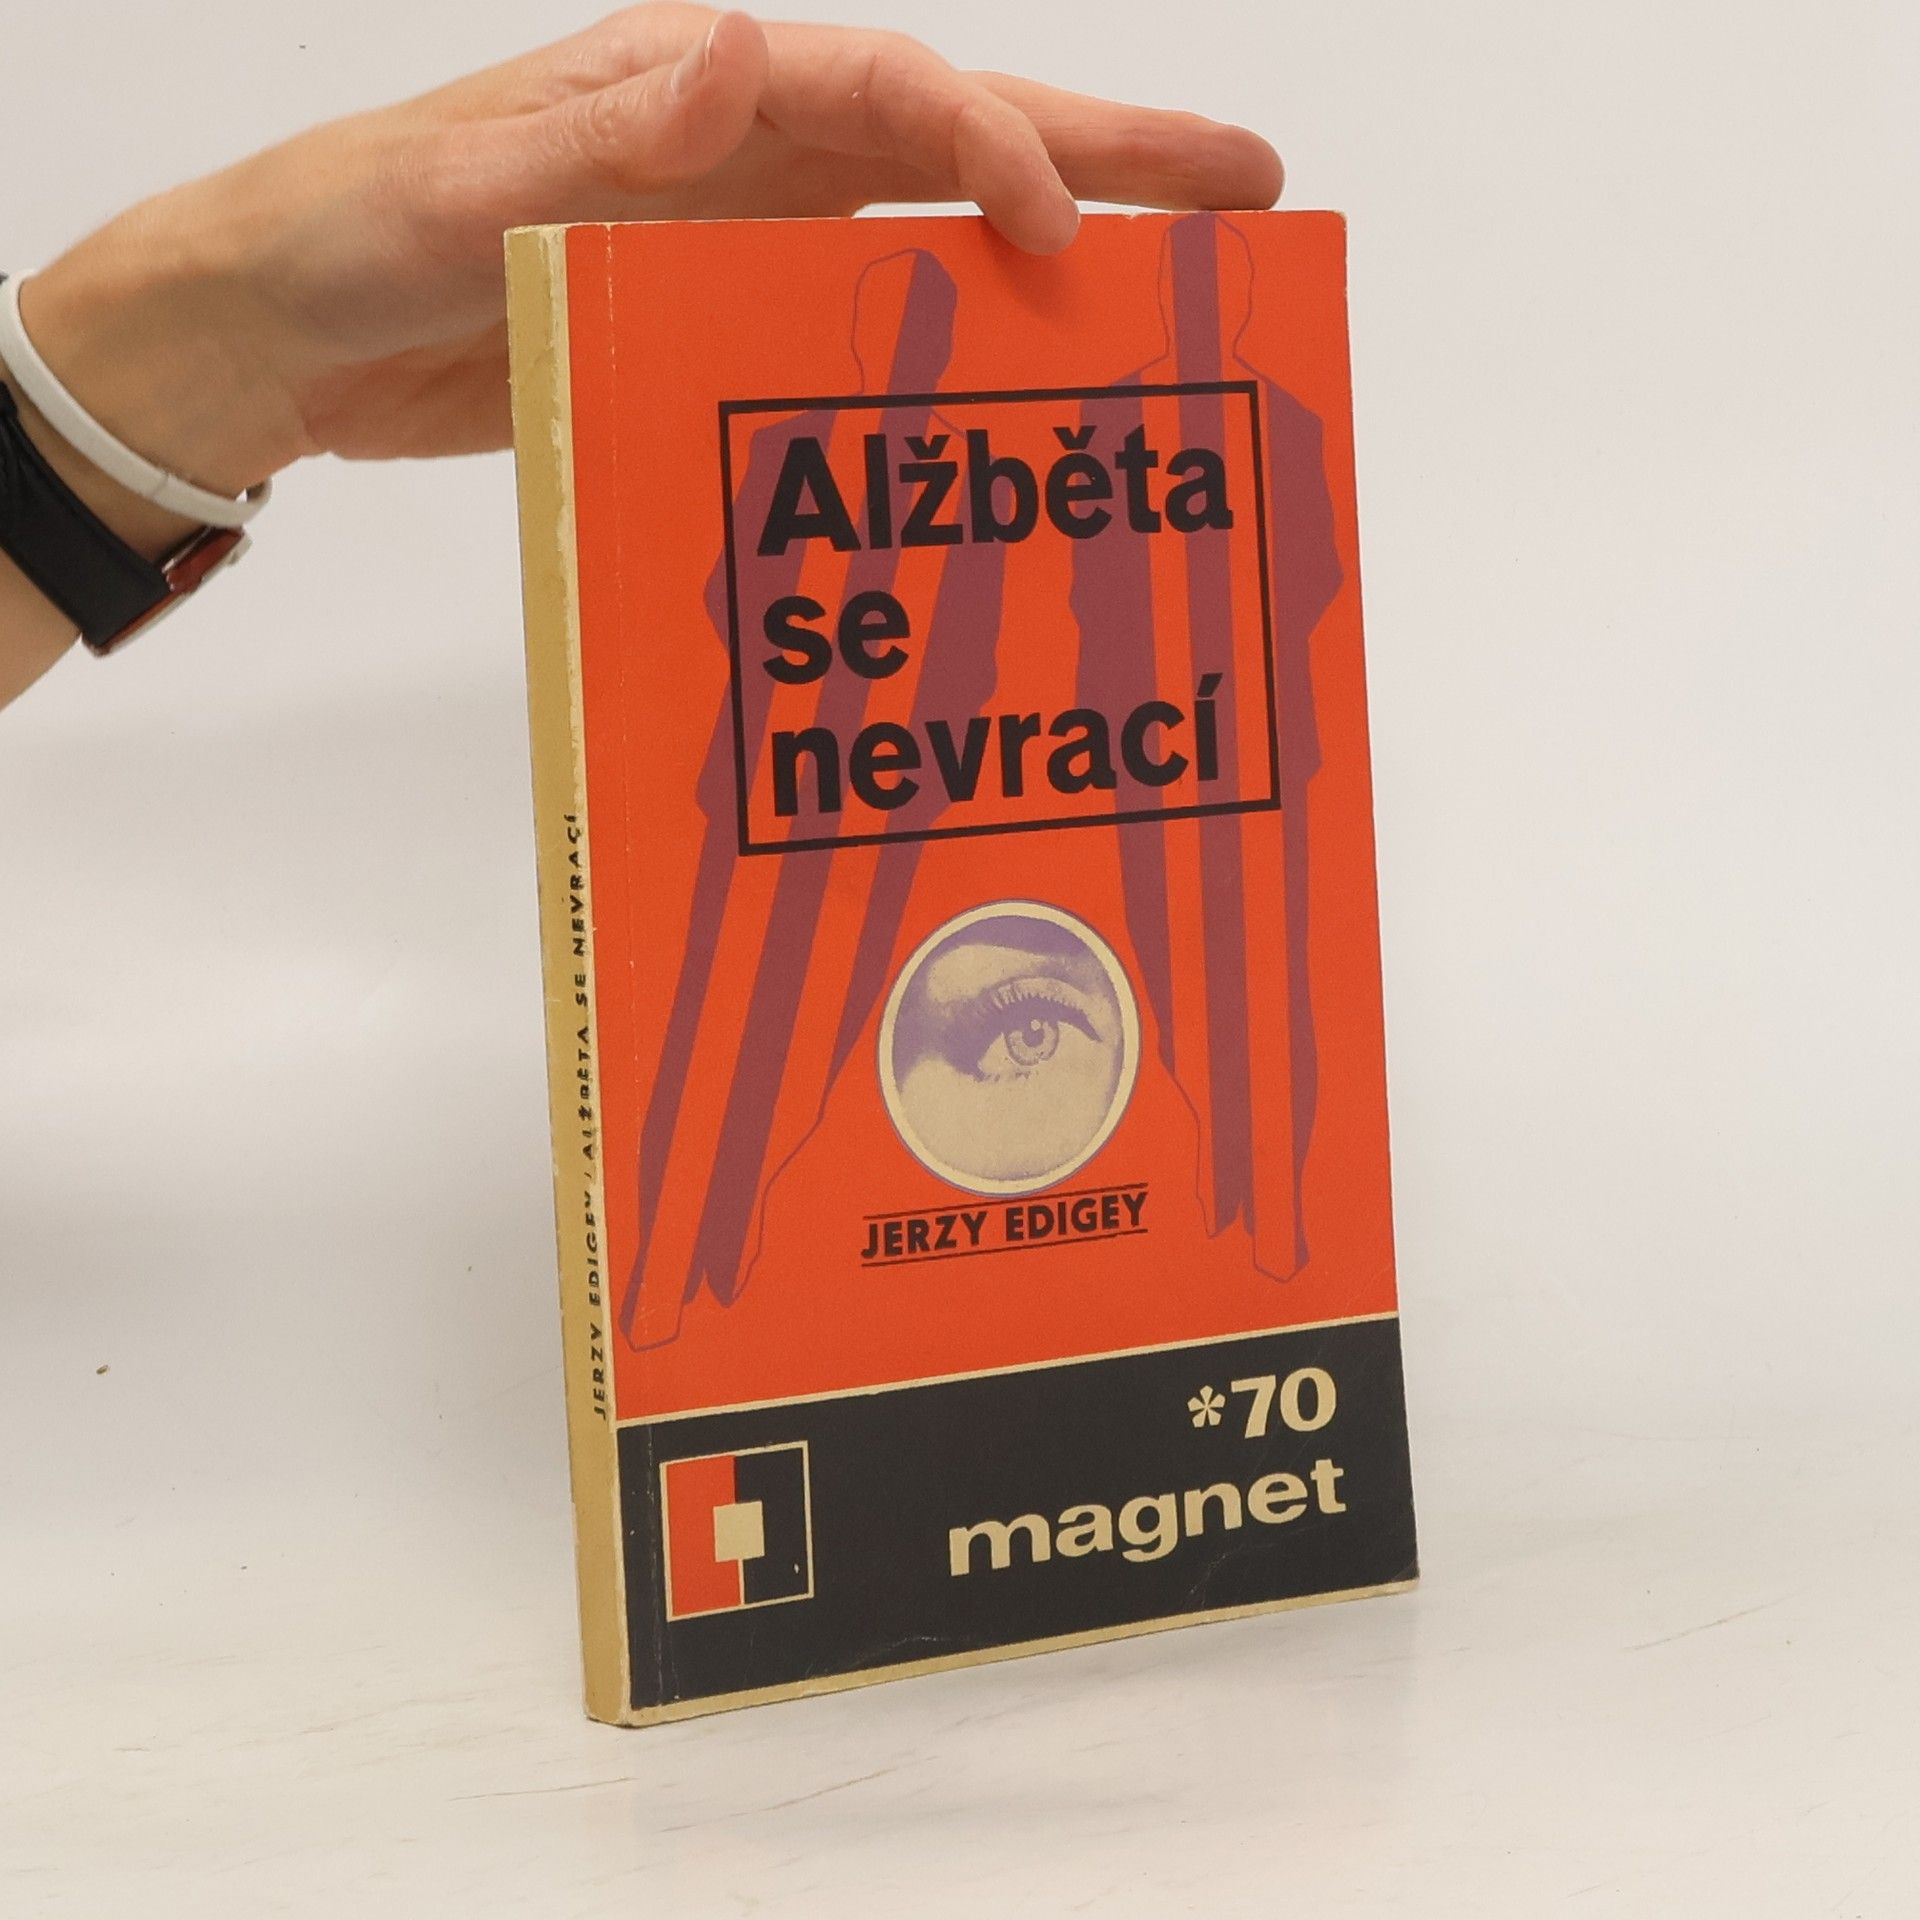 Alžběta
se
nevrací
JERZY EDIGEY
*70
magnet
JERZY EDIGEY / ALŽBĚTA SE NEVRACÍ